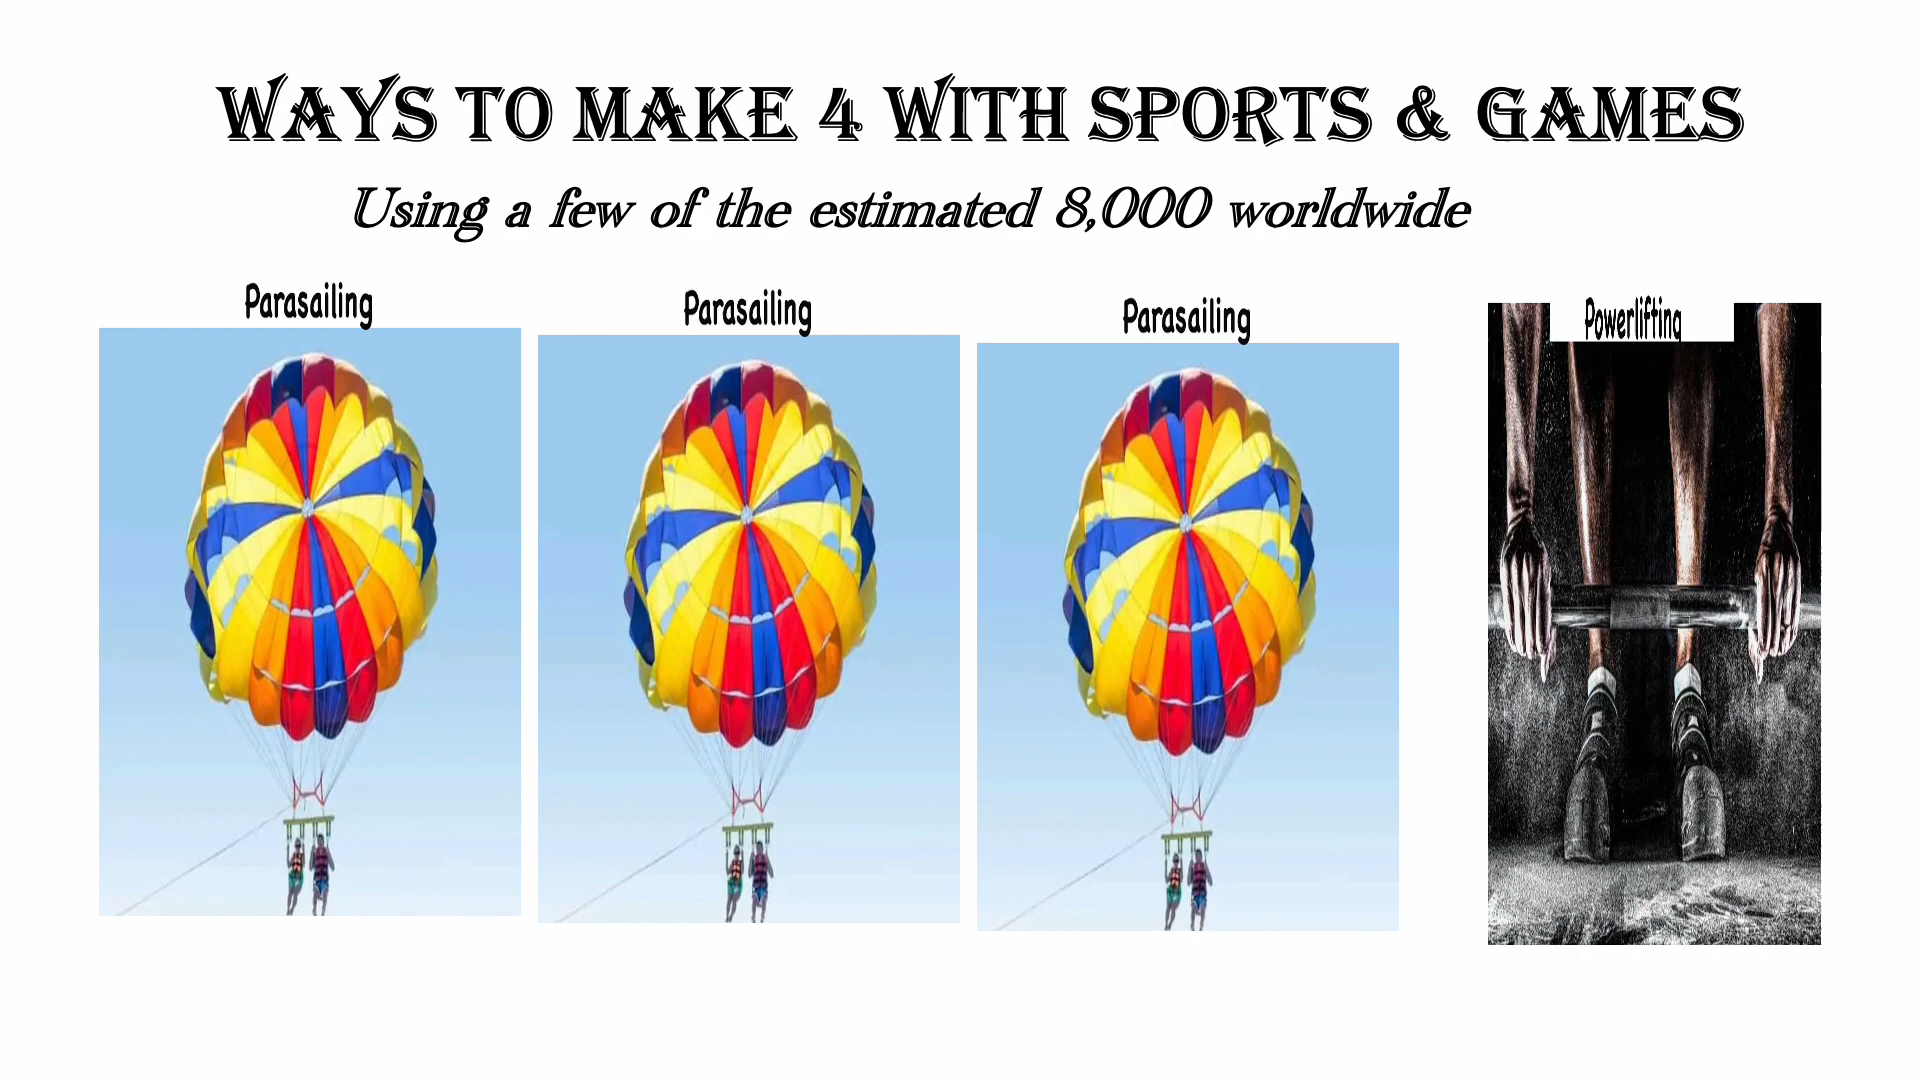 WAYS TO MAKE 4 WITH SPORTS & GAMES
Using a few of the estimated 8,000 worldwide
Parasailing
Parasailing
Parasailing
Powerlifting